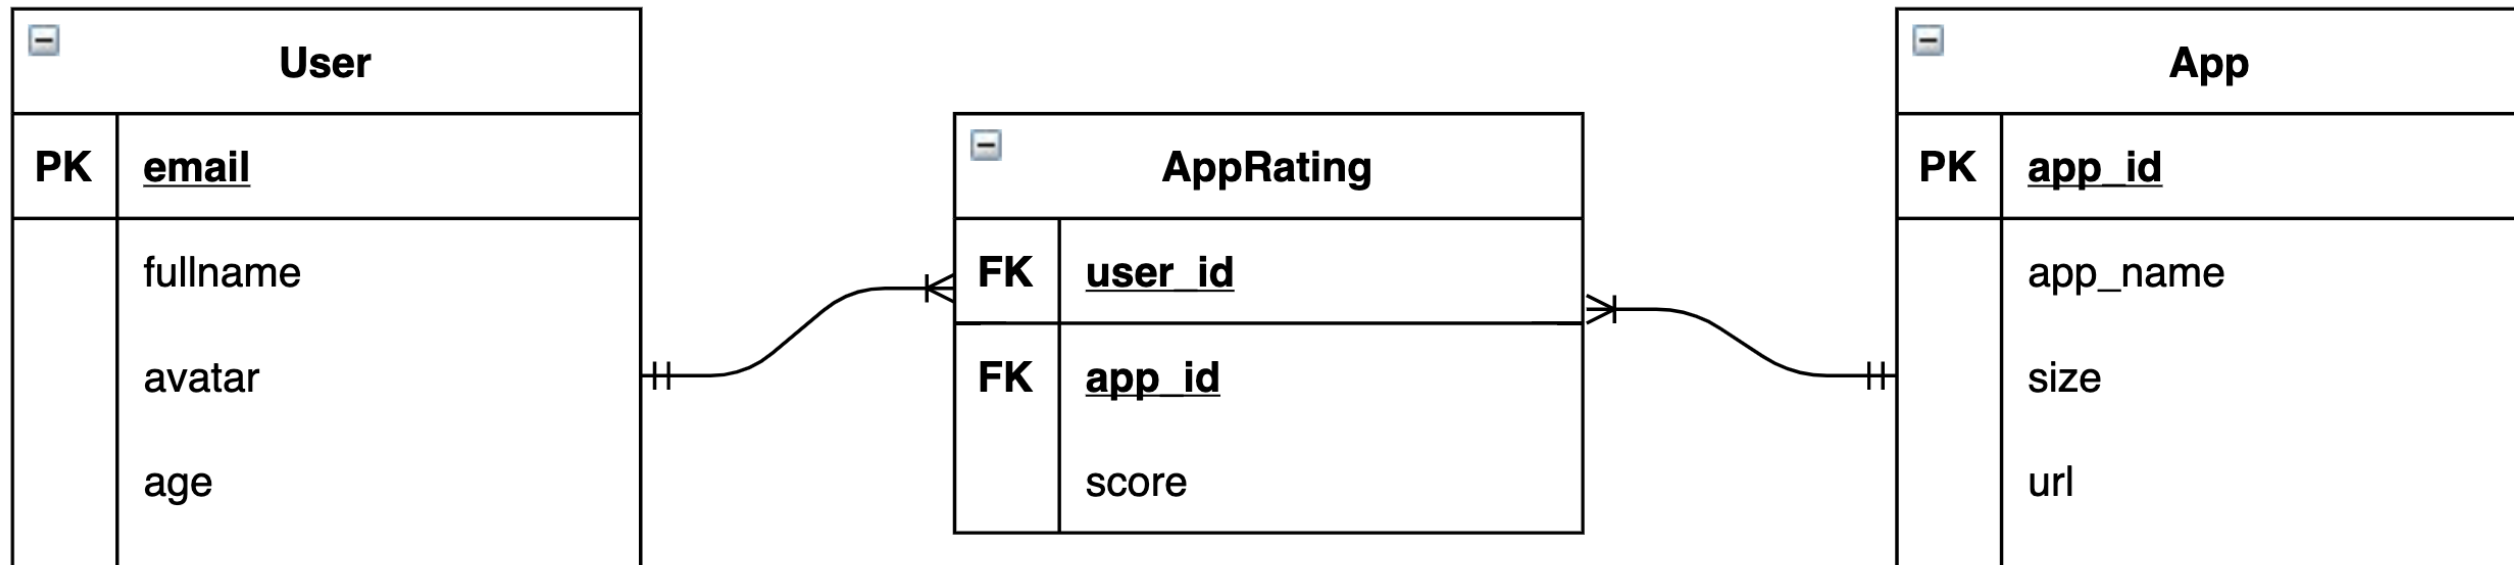 User
PK email
fullname
avatar
age
AppRating
FK user_id
FK app_id
score
App
PK app_id
app_name
size
url